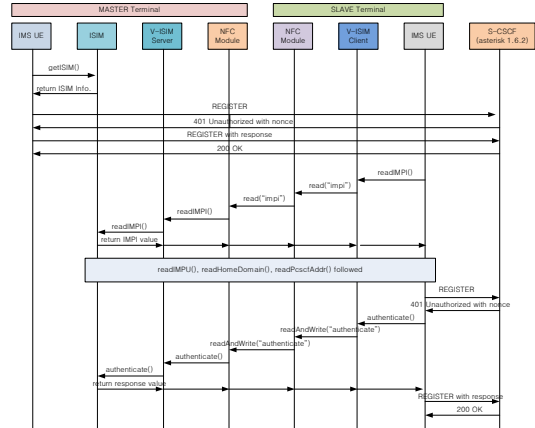 MASTER Terminal
SLAVE Terminal
IMS UE
ISIM
V-ISIM
Server
NFC
Module
NFC
Module
V-ISIM
Client
IMS UE
S-CSCF
(asterisk 1.6.2)
getISIM()
return ISIM Info.
REGISTER
401 Unauthorized with nonce
REGISTER with response
200 OK
readIMPI()
read("impi")
readIMPI()
readIMPI()
return IMPI value
readIMPU(), readHomeDomain(), readPcscfAddr() followed
REGISTER
401 Unauthorized with nonce
authenticate()
readAndWrite("authenticate")
readAndWrite("authenticate")
authenticate()
authenticate()
return response value
REGISTER with response
200 OK